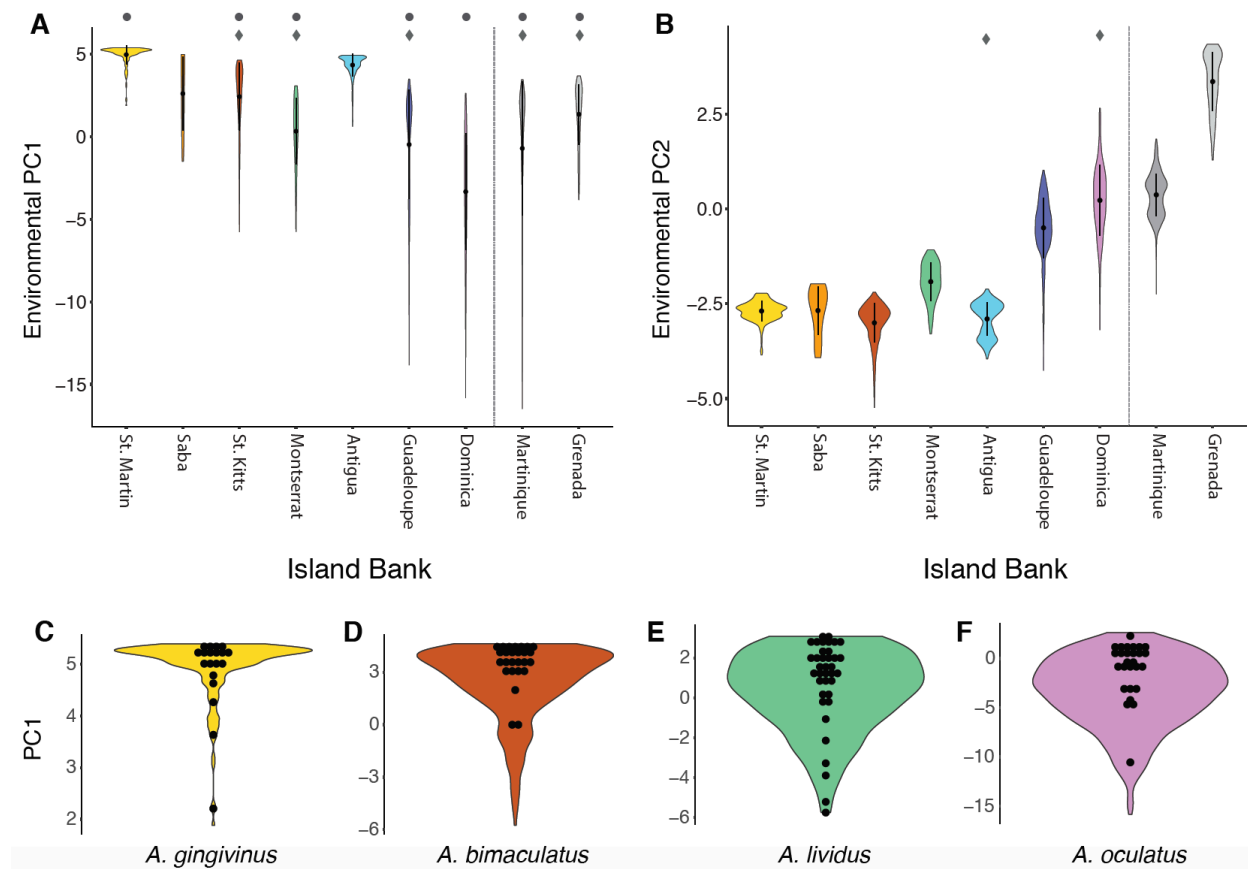 A
Environmental PC1
5
0
−5
−10
−15
St. Martin
Saba
St. Kitts
Montserrat
Antigua
Guadeloupe
Dominica
Martinique
Grenada
Island Bank
B
Environmental PC2
2.5
0.0
−2.5
−5.0
St. Martin
Saba
St. Kitts
Montserrat
Antigua
Guadeloupe
Dominica
Martinique
Grenada
Island Bank
C
PC1
5
4
3
2
A. gingivinus
D
3
0
−3
−6
A. bimaculatus
E
2
0
−2
−4
−6
A. lividus
F
0
−5
−10
−15
A. oculatus